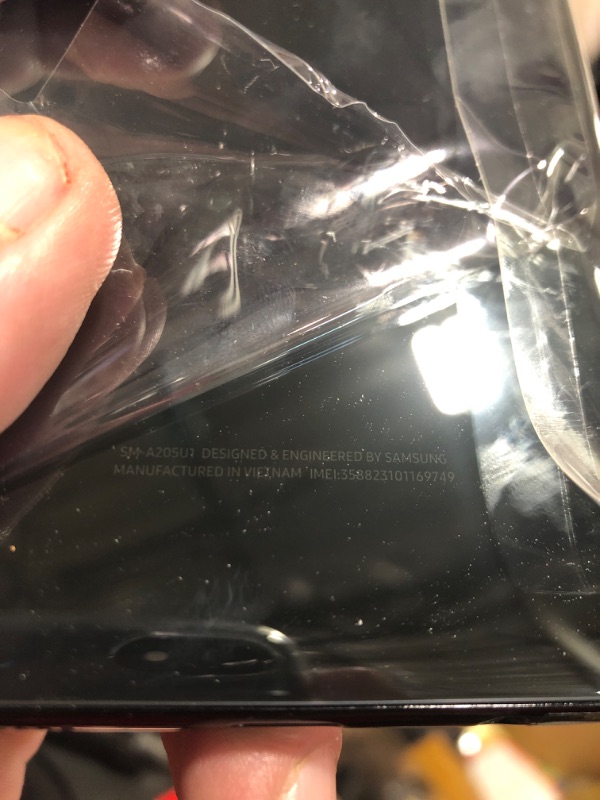 SM-A205U1 DESIGNED & ENGINEERED BY SAMSUNG
MANUFACTURED IN VIETNAM IMEI:358823101169749